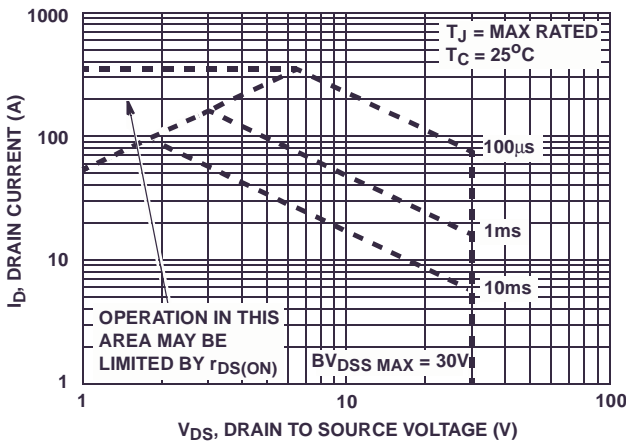 1000
100
10
1
I_D, DRAIN CURRENT (A)
T_J = MAX RATED
T_C = 25°C
100µs
1ms
10ms
OPERATION IN THIS
AREA MAY BE
LIMITED BY r_DS(ON)
BV_DSS MAX = 30V
1
10
100
V_DS, DRAIN TO SOURCE VOLTAGE (V)